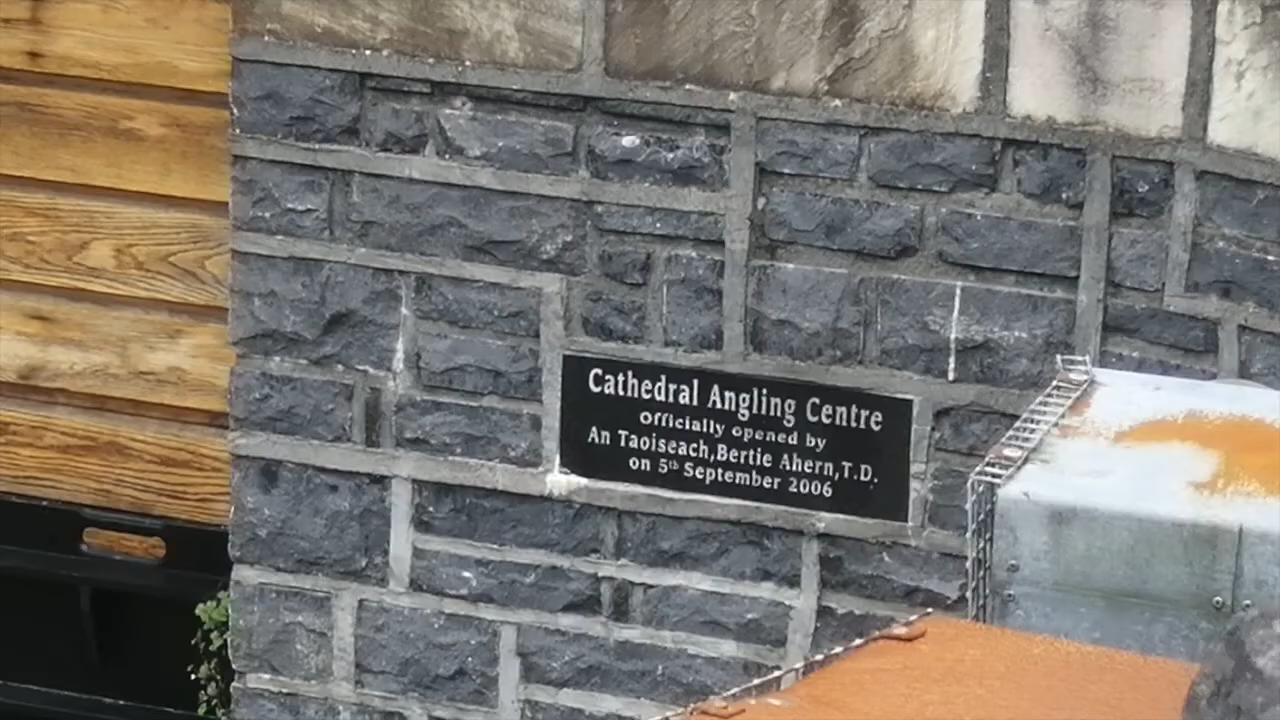 Cathedral Angling Centre
Officially opened by
An Taoiseach,Bertie Ahern,T.D.
on 5th September 2006